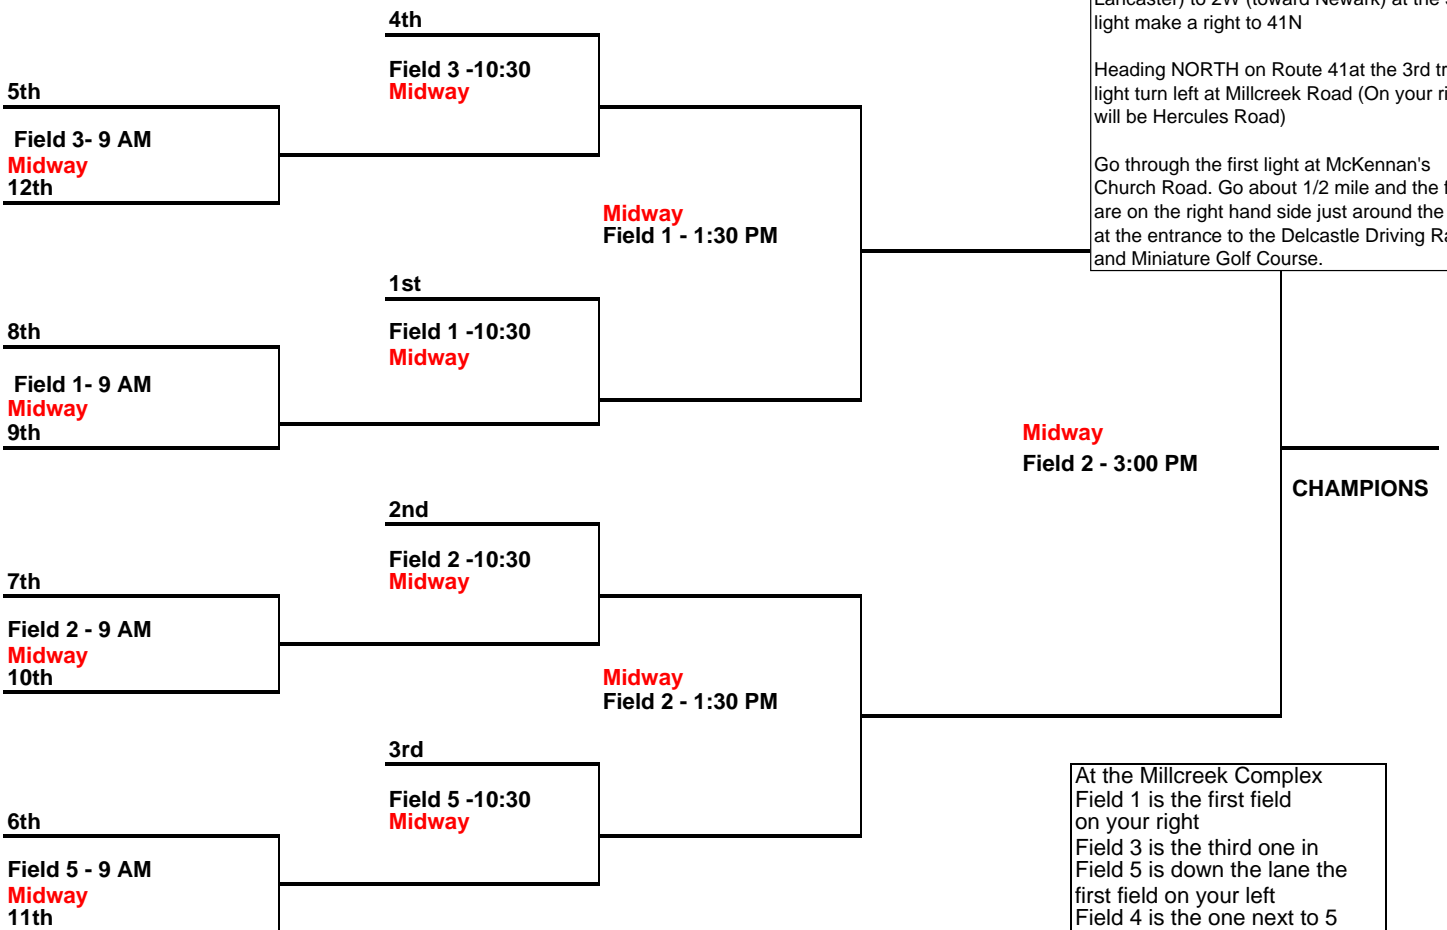 4th
Field 3 -10:30
Midway
5th
Field 3- 9 AM
Midway
12th
Midway
Field 1 - 1:30 PM
1st
Field 1 -10:30
Midway
8th
Field 1- 9 AM
Midway
9th
Midway
Field 2 - 3:00 PM
CHAMPIONS
2nd
Field 2 -10:30
Midway
7th
Field 2 - 9 AM
Midway
10th
Midway
Field 2 - 1:30 PM
3rd
Field 5 -10:30
Midway
6th
Field 5 - 9 AM
Midway
11th
Lancaster) to 2W (toward Newark) at the
light make a right to 41N
Heading NORTH on Route 41at the 3rd
light turn left at Millcreek Road (On your
will be Hercules Road)
Go through the first light at McKennan's
Church Road. Go about 1/2 mile and the
are on the right hand side just around the
at the entrance to the Delcastle Driving
and Miniature Golf Course.
At the Millcreek Complex
Field 1 is the first field
on your right
Field 3 is the third one in
Field 5 is down the lane the
first field on your left
Field 4 is the one next to 5